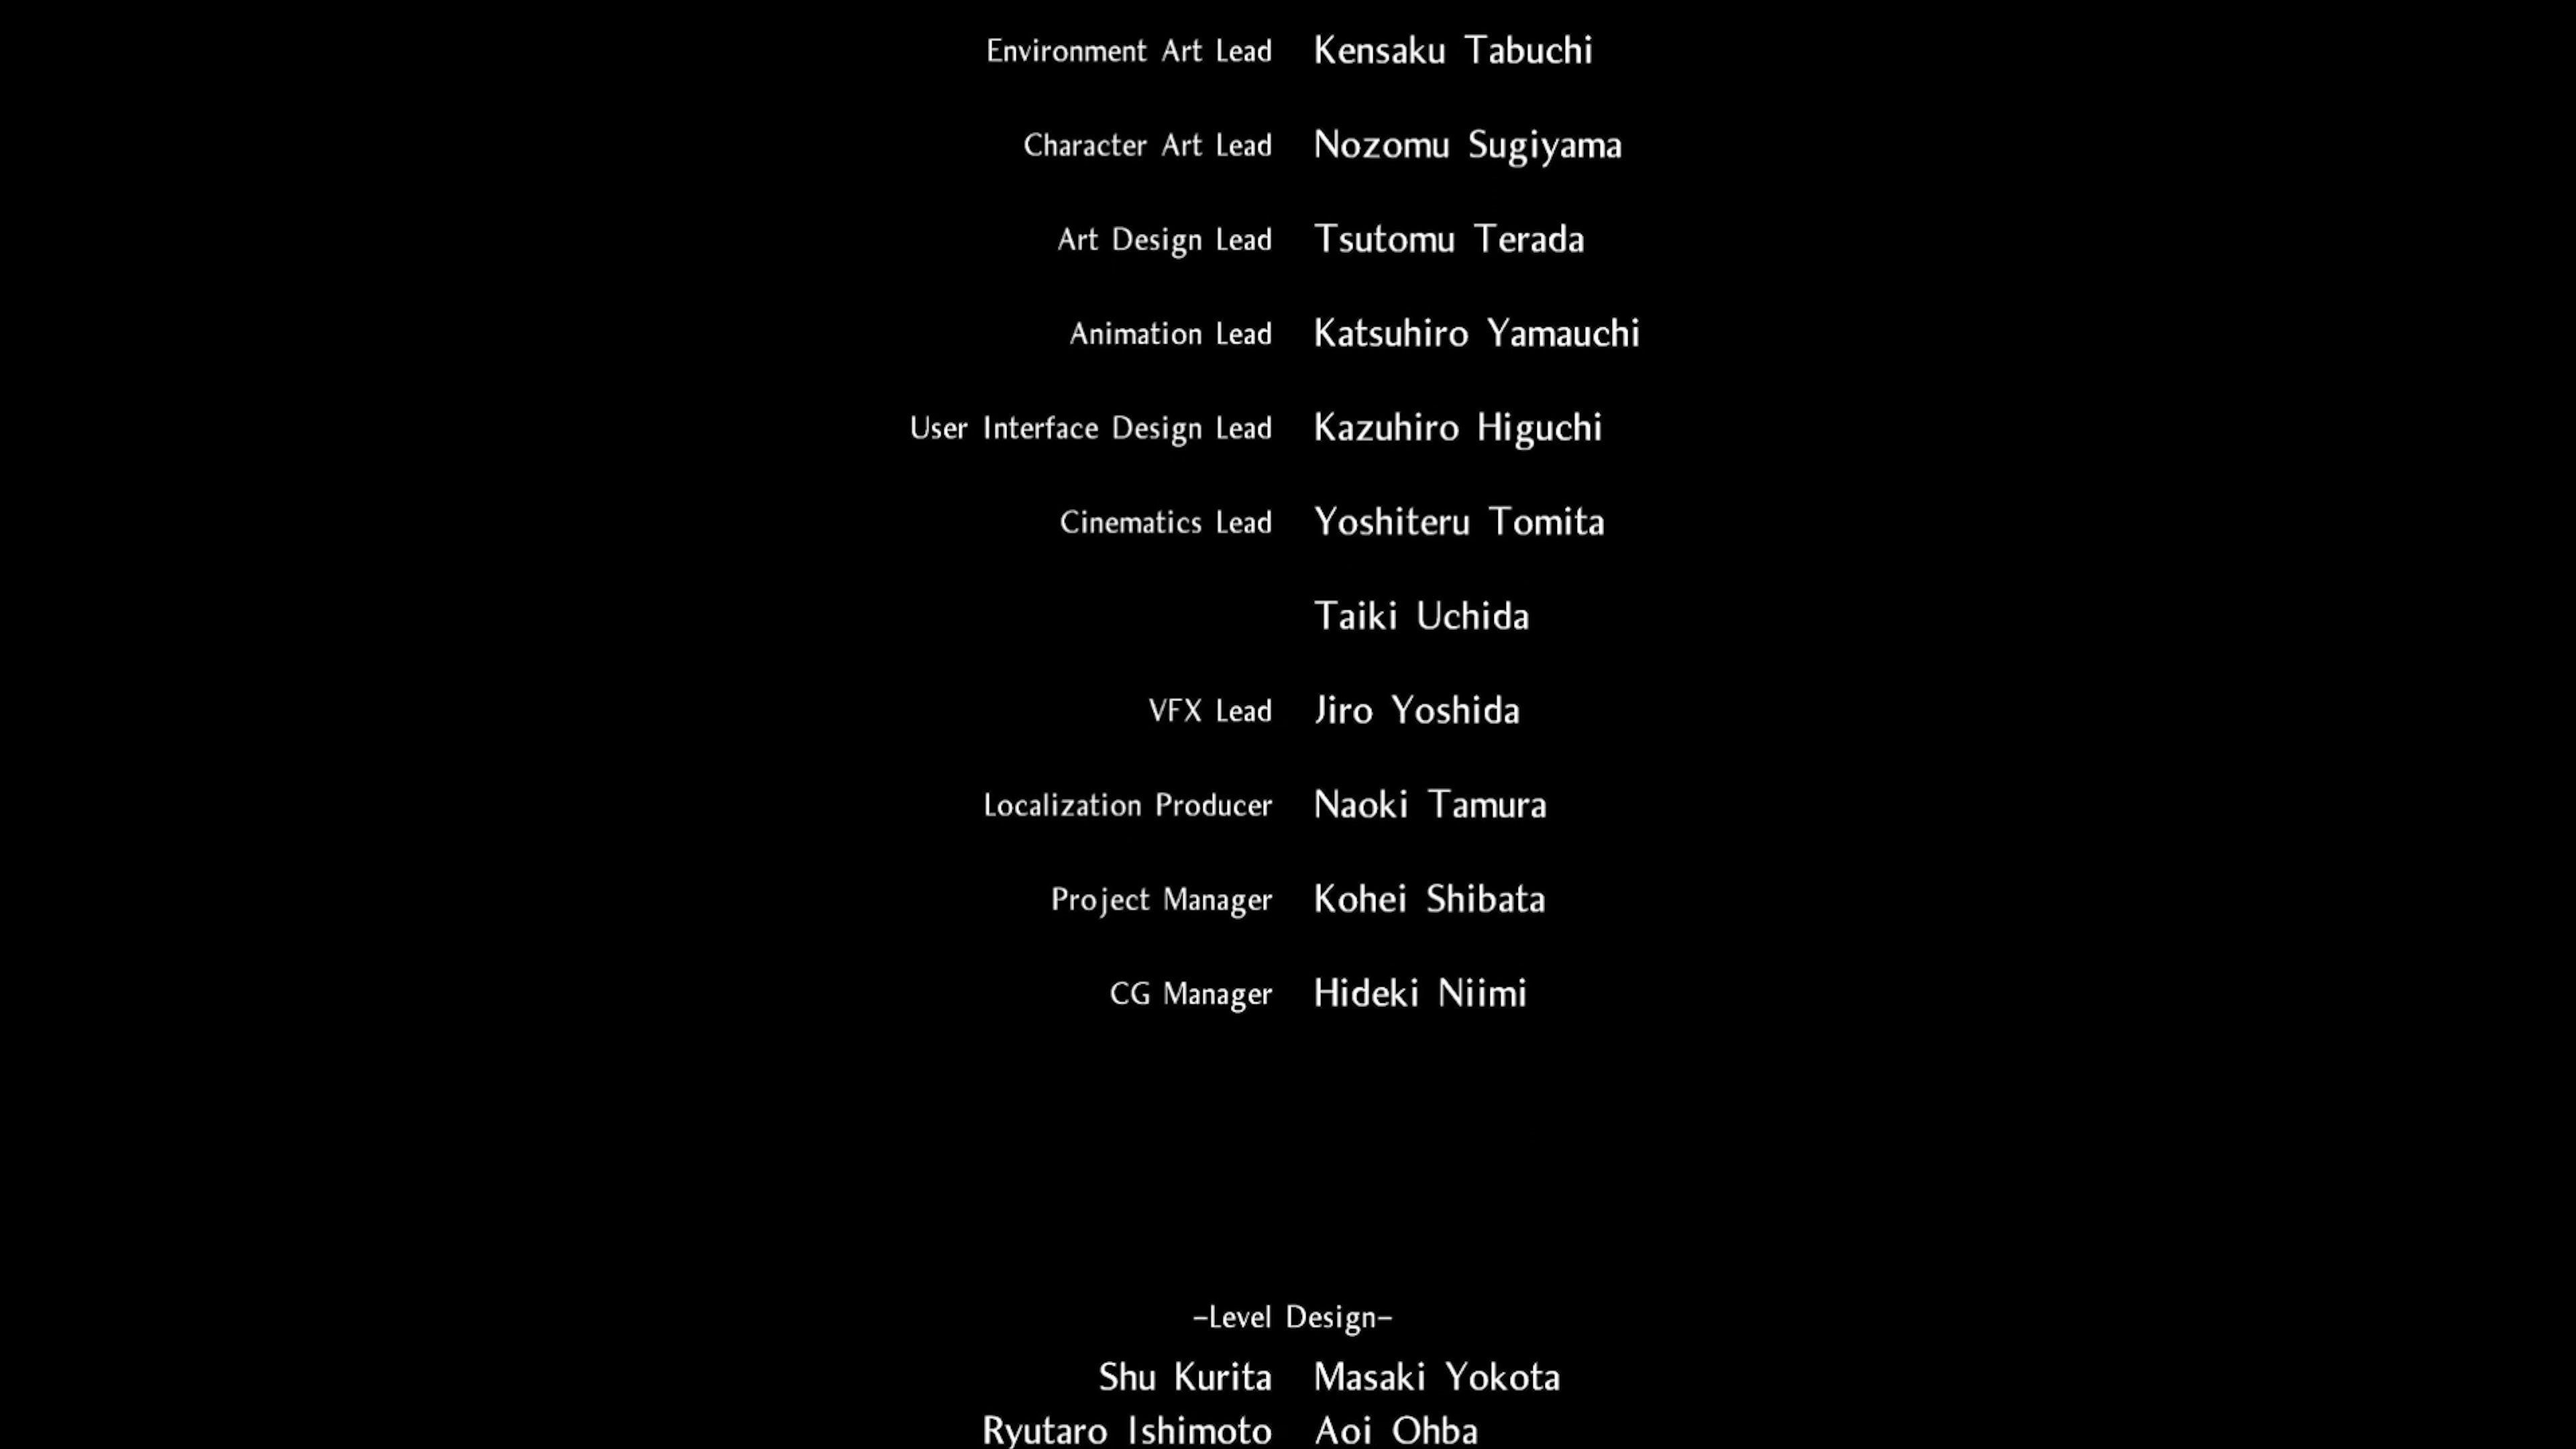 Environment Art Lead Kensaku Tabuchi
Character Art Lead Nozomu Sugiyama
Art Design Lead Tsutomu Terada
Animation Lead Katsuhiro Yamauchi
User Interface Design Lead Kazuhiro Higuchi
Cinematics Lead Yoshiteru Tomita
Taiki Uchida
VFX Lead Jiro Yoshida
Localization Producer Naoki Tamura
Project Manager Kohei Shibata
CG Manager Hideki Niimi
–Level Design–
Shu Kurita Masaki Yokota
Ryutaro Ishimoto Aoi Ohba